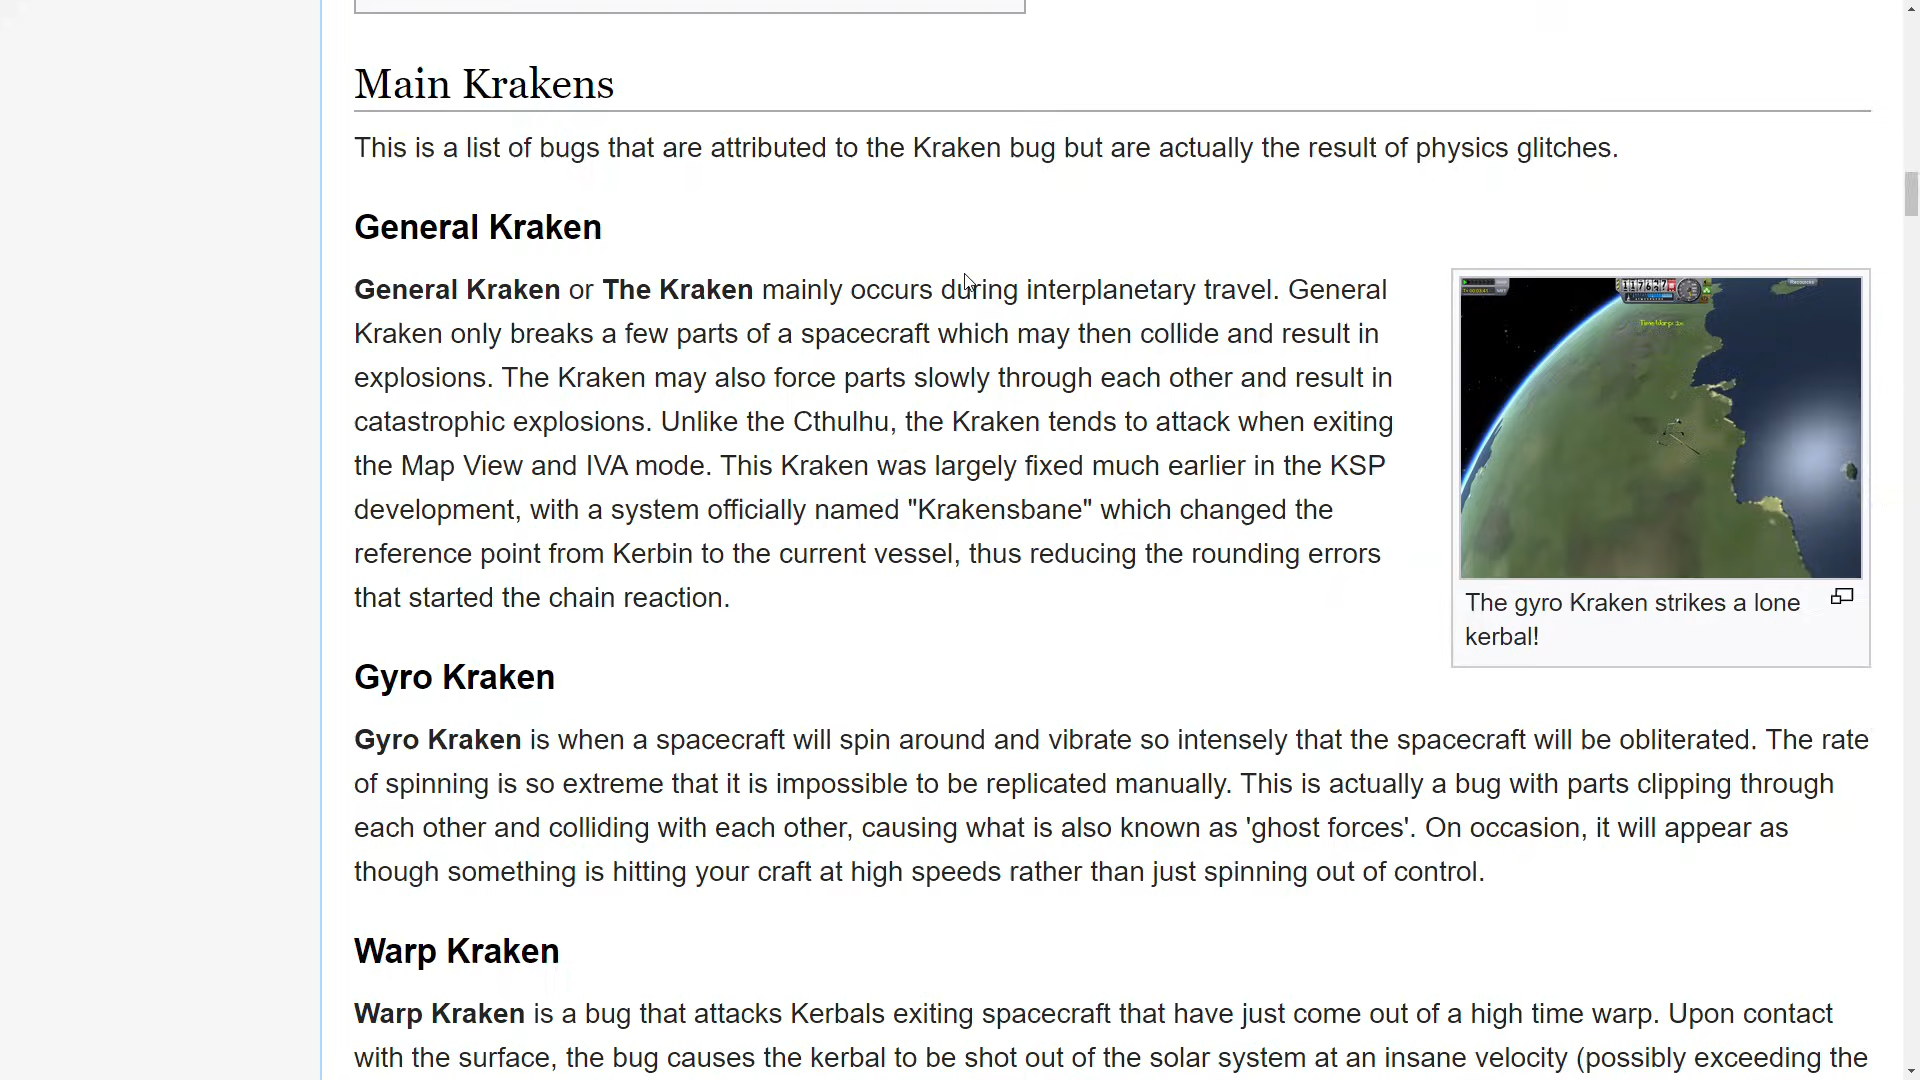 Main Krakens
This is a list of bugs that are attributed to the Kraken bug but are actually the result of physics glitches.
General Kraken
General Kraken or The Kraken mainly occurs during interplanetary travel. General
Kraken only breaks a few parts of a spacecraft which may then collide and result in
explosions. The Kraken may also force parts slowly through each other and result in
catastrophic explosions. Unlike the Cthulhu, the Kraken tends to attack when exiting
the Map View and IVA mode. This Kraken was largely fixed much earlier in the KSP
development, with a system officially named "Krakensbane" which changed the
reference point from Kerbin to the current vessel, thus reducing the rounding errors
that started the chain reaction.
Resources
Time Warp: 1x
The gyro Kraken strikes a lone
kerbal!
Gyro Kraken
Gyro Kraken is when a spacecraft will spin around and vibrate so intensely that the spacecraft will be obliterated. The rate
of spinning is so extreme that it is impossible to be replicated manually. This is actually a bug with parts clipping through
each other and colliding with each other, causing what is also known as 'ghost forces'. On occasion, it will appear as
though something is hitting your craft at high speeds rather than just spinning out of control.
Warp Kraken
Warp Kraken is a bug that attacks Kerbals exiting spacecraft that have just come out of a high time warp. Upon contact
with the surface, the bug causes the kerbal to be shot out of the solar system at an insane velocity (possibly exceeding the